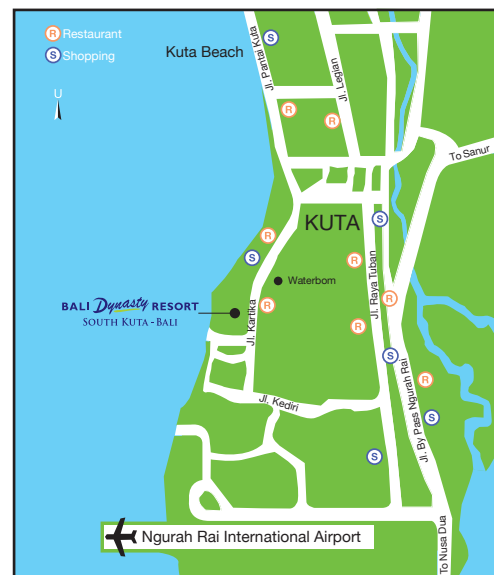 R Restaurant
S Shopping
U
Kuta Beach
Jl. Pantai Kuta
S
Jl. Legian
R
R
To Sanur
KUTA
S
R
S
R
Waterbom
Jl. Raya Tuban
R
R
BALI Dynasty RESORT
SOUTH KUTA - BALI
Jl. Kartika
R
S
R
Jl. Kediri
S
Jl. By Pass Ngurah Rai
S
Ngurah Rai International Airport
To Nusa Dua